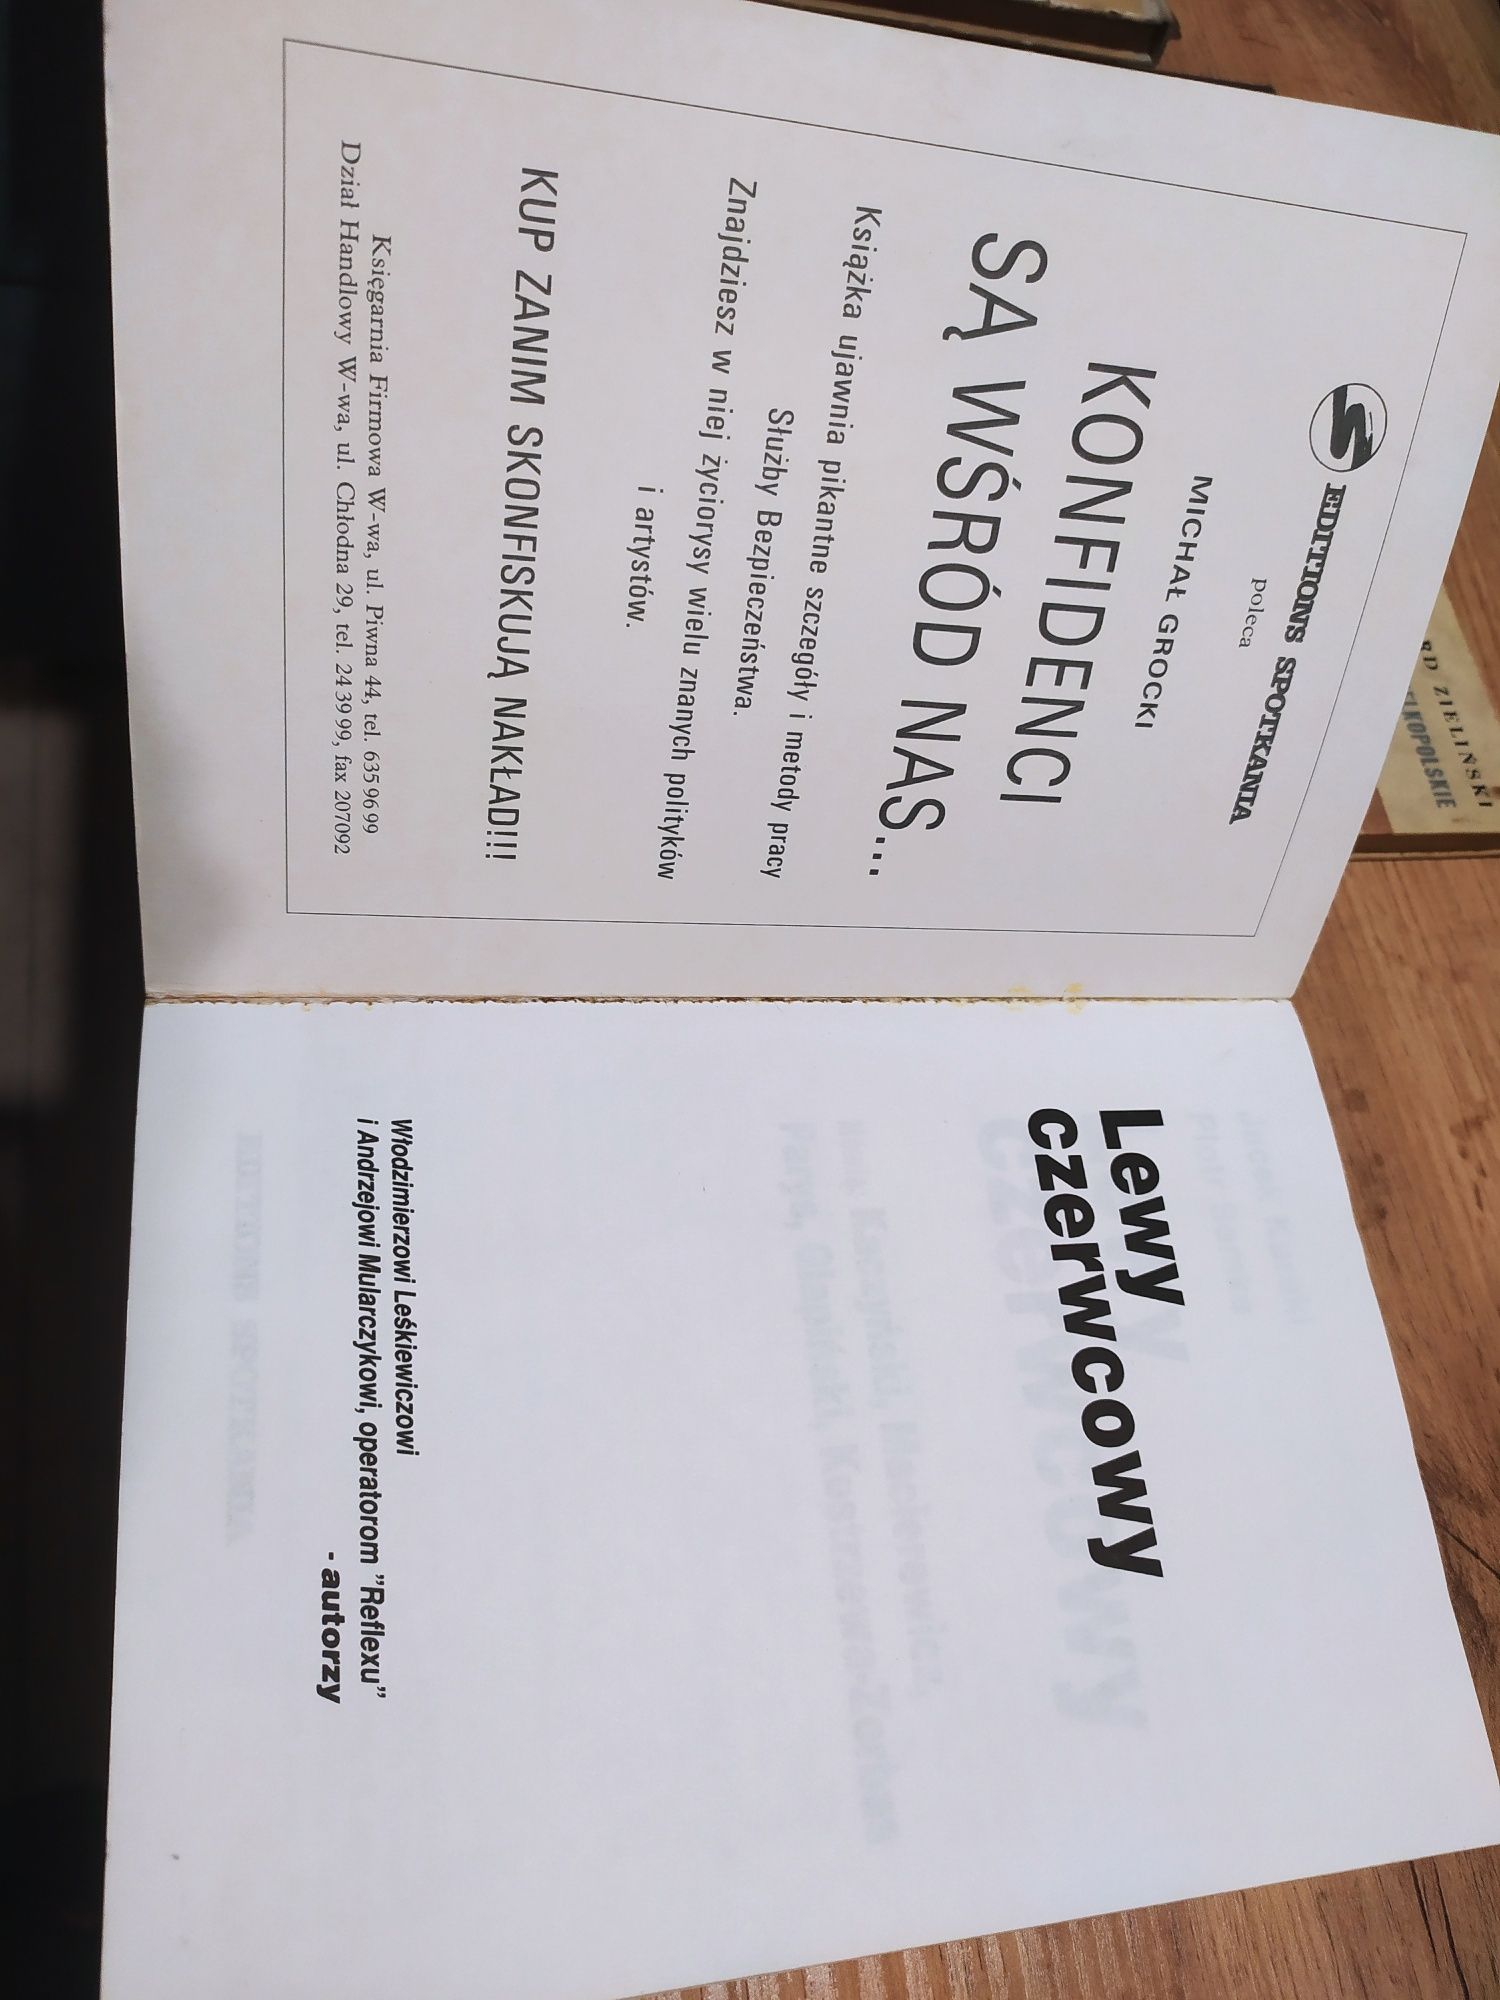 EDITIONS SPOTKANIA
poleca
MICHAŁ GROCKI
KONFIDENCI
SĄ WŚRÓD NAS...
Książka ujawnia pikantne szczegóły i metody pracy
Służby Bezpieczeństwa.
Znajdziesz w niej życiorysy wielu znanych polityków
i artystów.
KUP ZANIM SKONFISKUJĄ NAKŁAD!!!
Księgarnia Firmowa W-wa, ul. Piwna 44, tel. 635 96 99
Dział Handlowy W-wa, ul. Chłodna 29, tel. 24 39 99, fax 207092
Lewy
czerwcowy
Włodzimierzowi Leśkiewiczowi
i Andrzejowi Mularczykowi, operatorom ”Reflexu”
- autorzy
ZIELIŃSKI